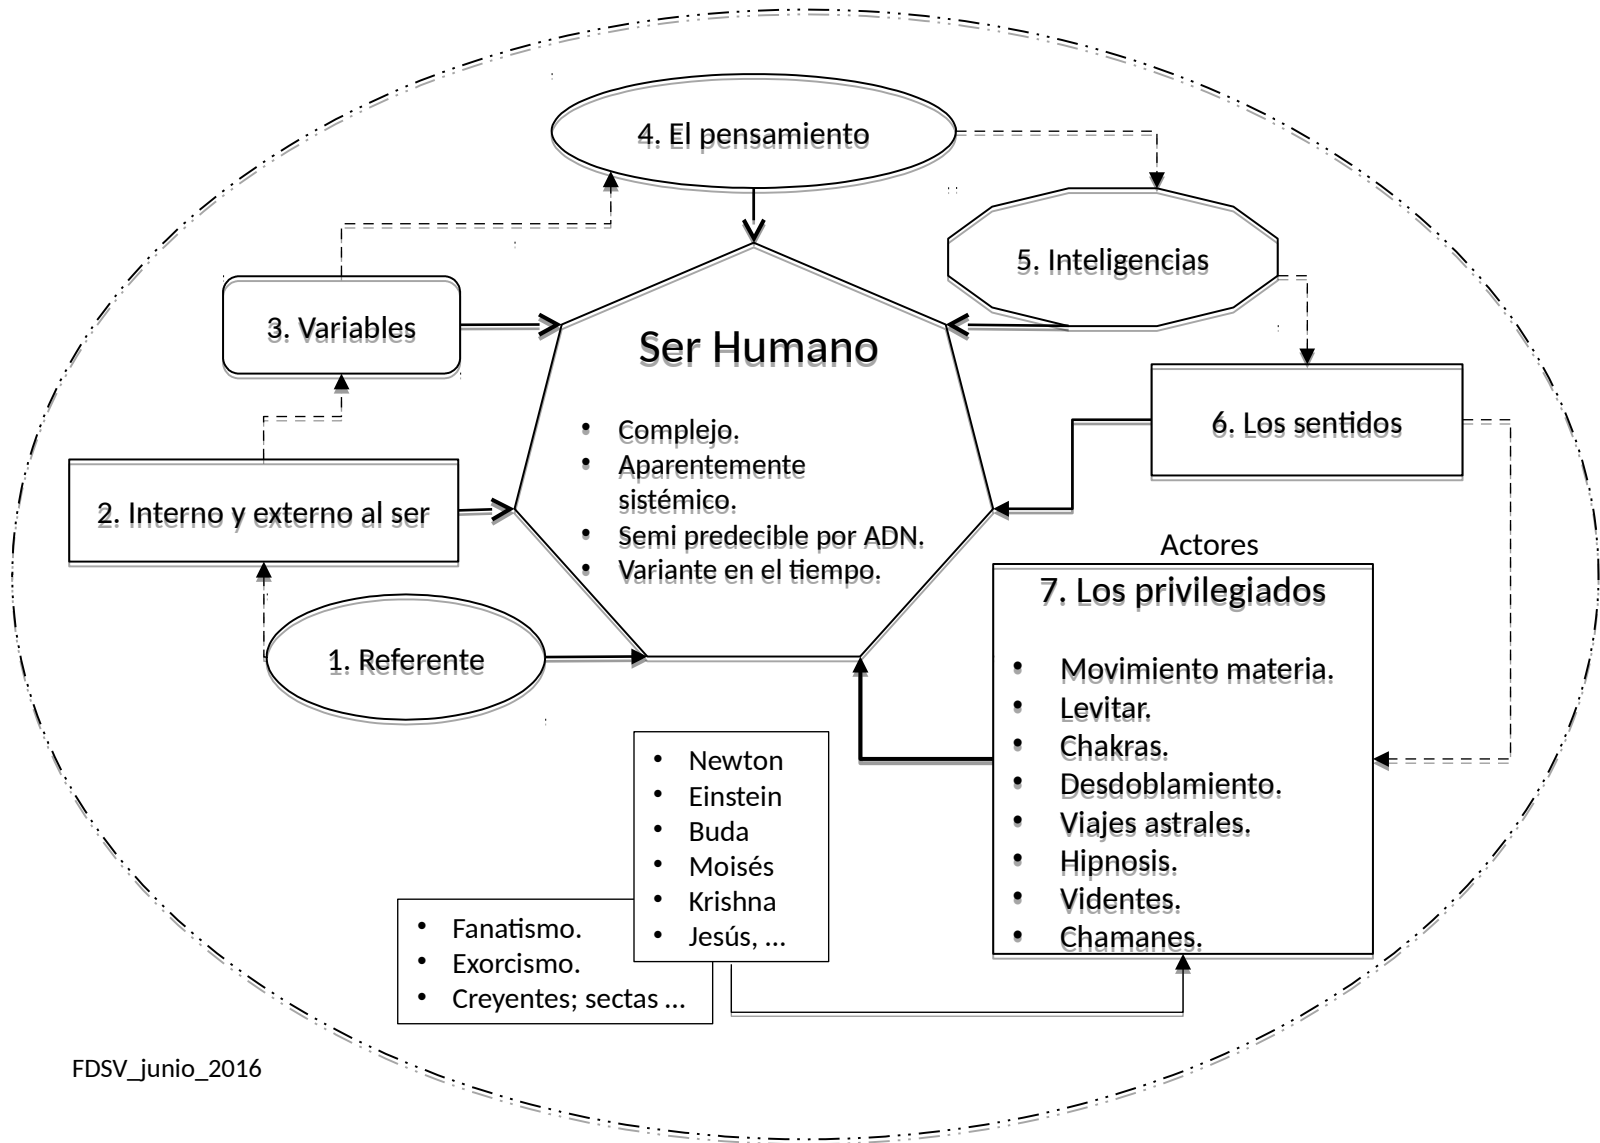 4. El pensamiento
5. Inteligencias
3. Variables
Ser Humano
• Complejo.
• Aparentemente
sistémico.
• Semi predecible por ADN.
• Variante en el tiempo.
6. Los sentidos
2. Interno y externo al ser
1. Referente
Actores
7. Los privilegiados
• Movimiento materia.
• Levitar.
• Chakras.
• Desdoblamiento.
• Viajes astrales.
• Hipnosis.
• Videntes.
• Chamanes.
• Newton
• Einstein
• Buda
• Moisés
• Krishna
• Jesús, ...
• Fanatismo.
• Exorcismo.
• Creyentes; sectas ...
FDSV_junio_2016